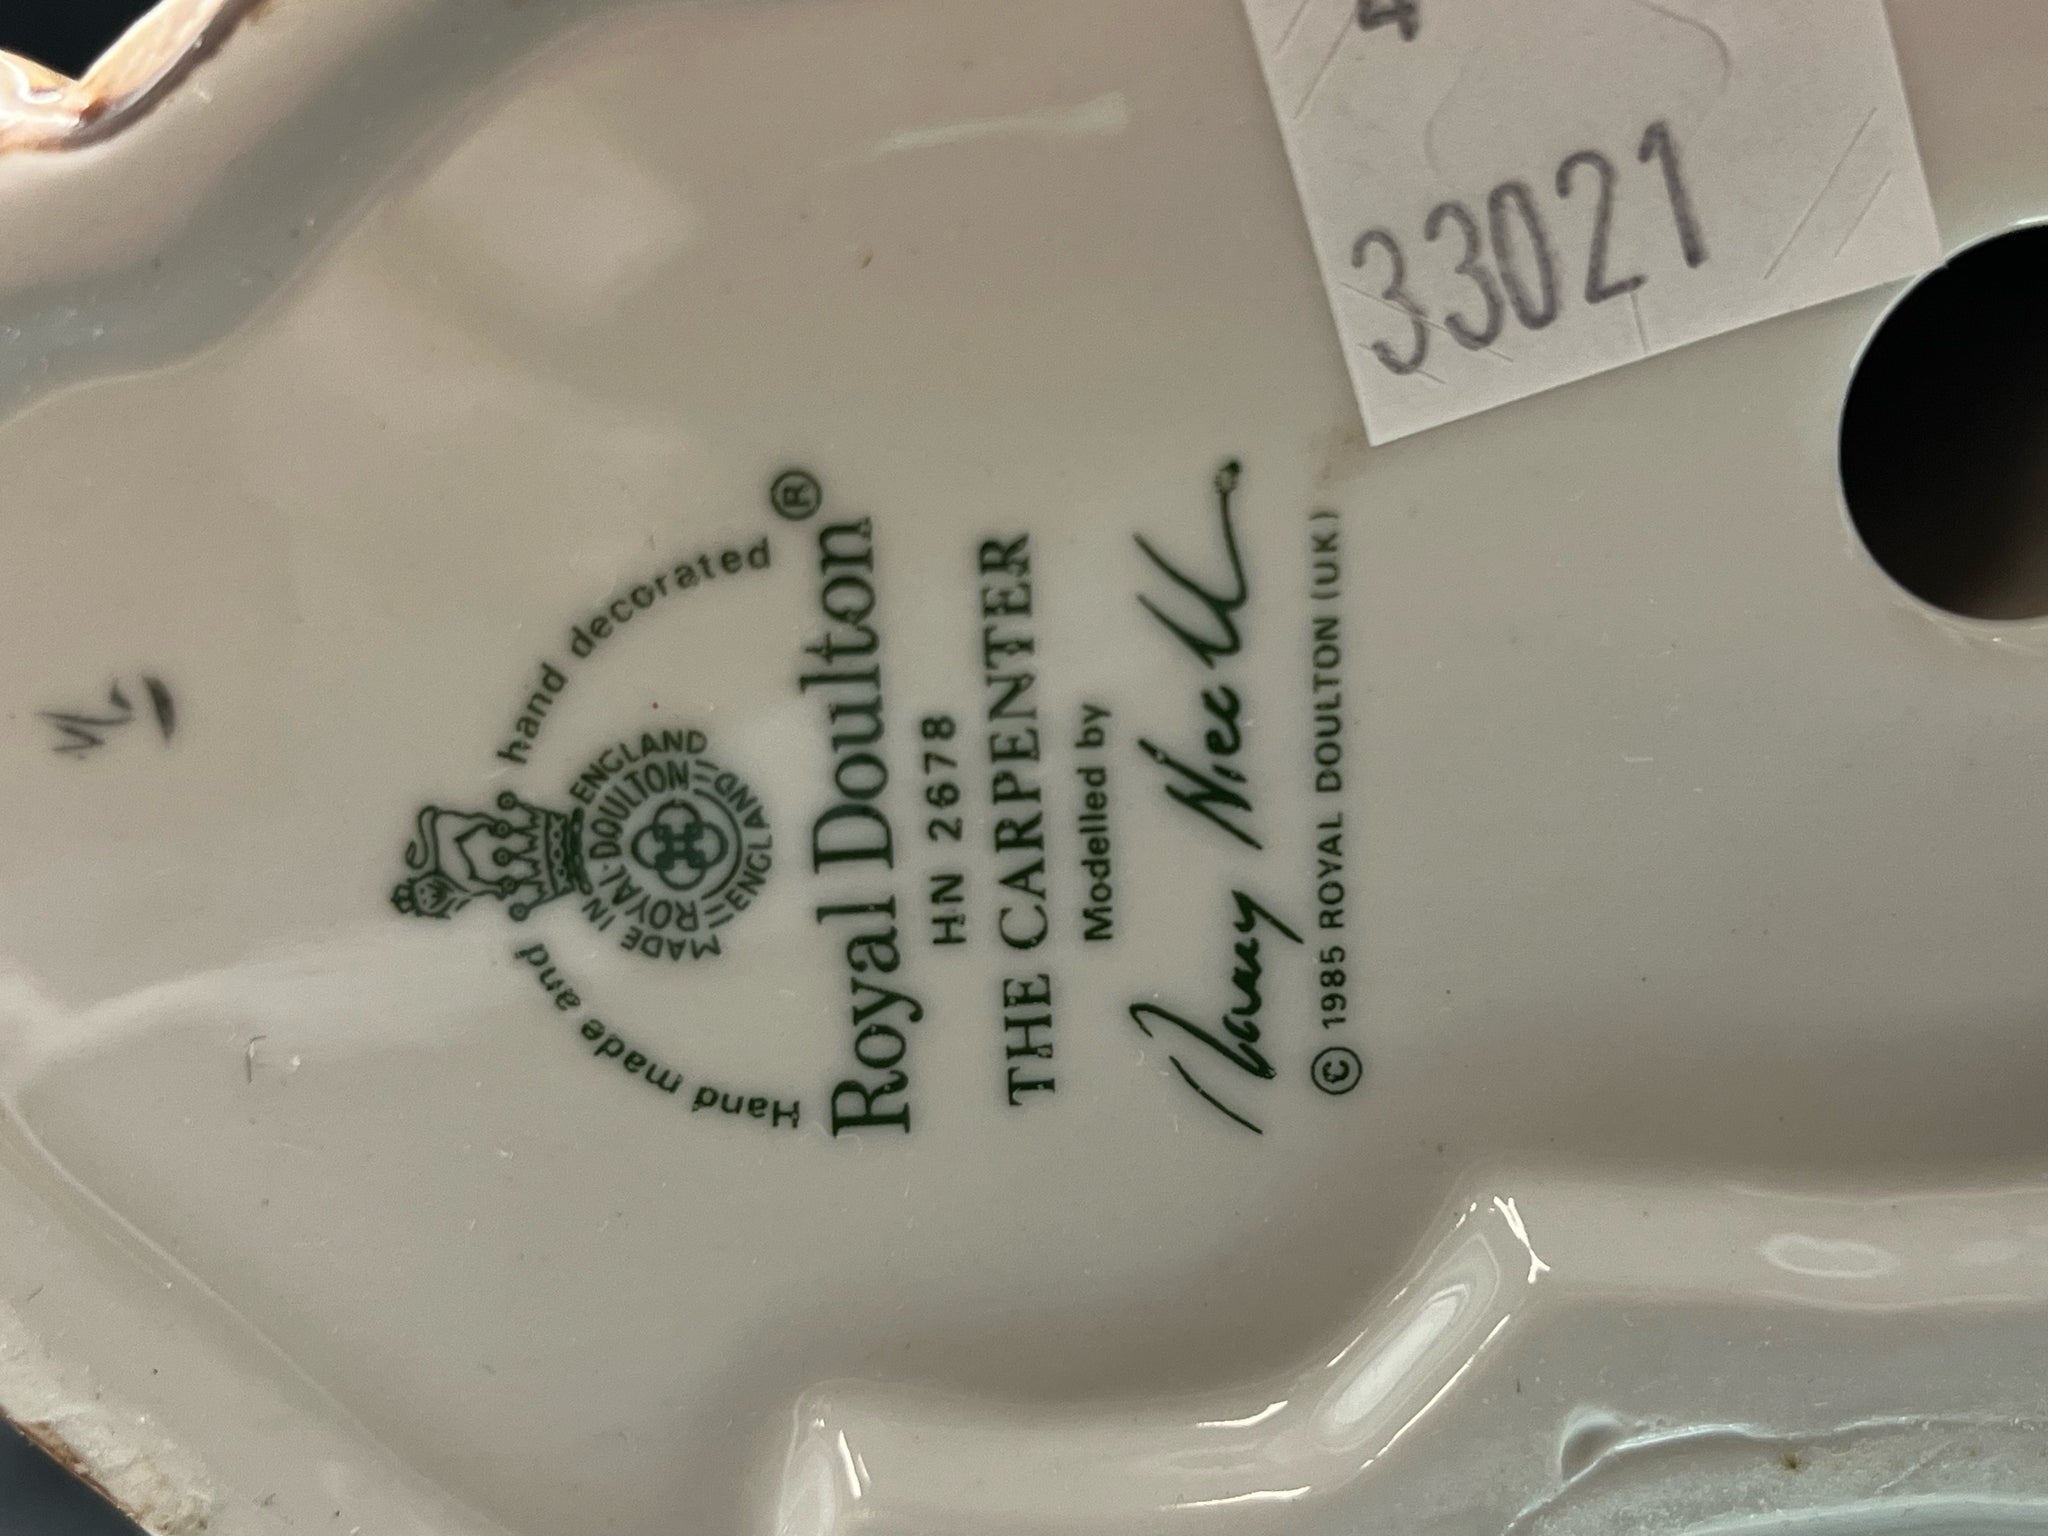 4
33021
Hand made and hand decorated
MADE IN ENGLAND
ROYAL·DOULTON
ENGLAND
Royal Doulton®
HN 2678
THE CARPENTER
Modelled by
© 1985 ROYAL DOULTON (UK)